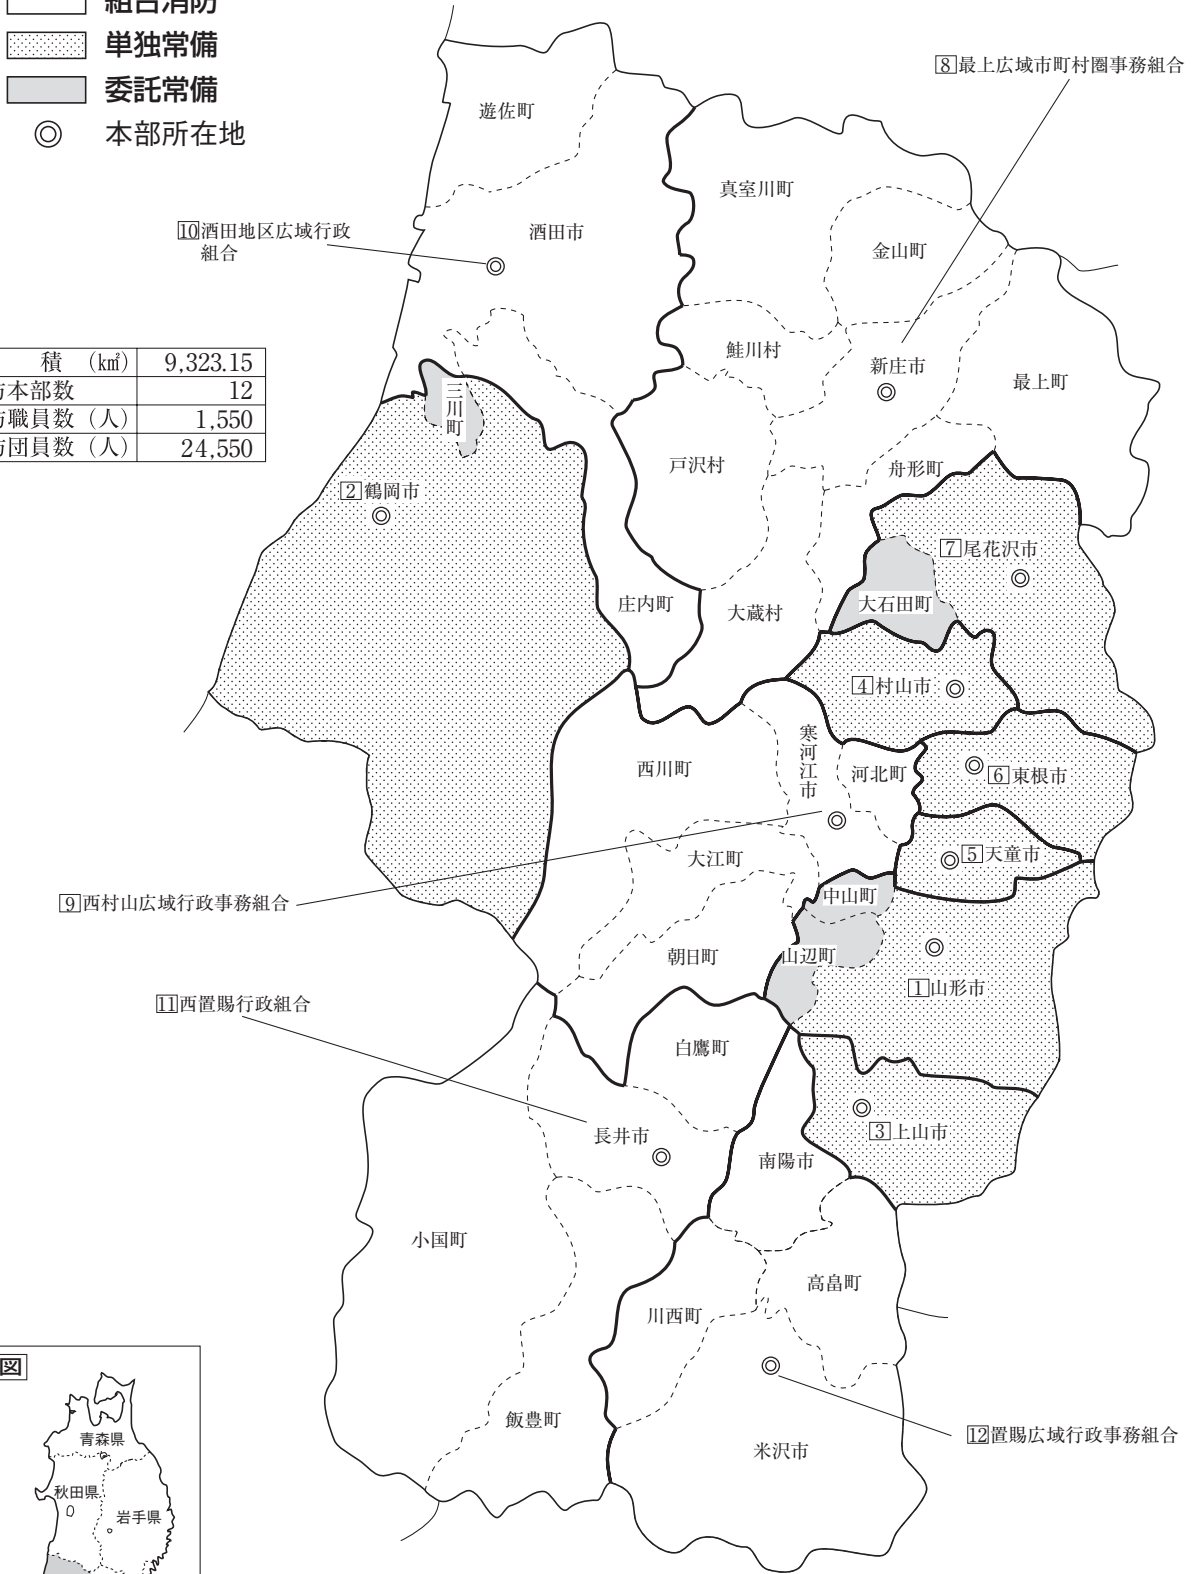 組合消防
単独常備
委託常備
本部所在地
8最上広域市町村圏事務組合
遊佐町
真室川町
10酒田地区広域行政
組合
酒田市
金山町
鮭川村
新庄市
最上町
積 （㎢） 9,323.15
防本部数 12
防職員数（人） 1,550
防団員数（人） 24,550
三川町
戸沢村
舟形町
2鶴岡市
7尾花沢市
庄内町
大蔵村
大石田町
4村山市
西川町
寒河江市
河北町
6東根市
大江町
5天童市
9西村山広域行政事務組合
中山町
朝日町
山辺町
1山形市
11西置賜行政組合
白鷹町
長井市
南陽市
3上山市
小国町
高畠町
川西町
図
飯豊町
12置賜広域行政事務組合
米沢市
青森県
秋田県
岩手県